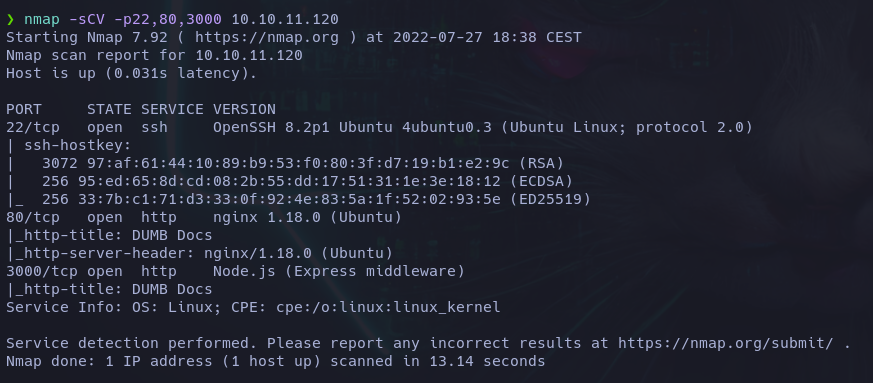 ❯ nmap -sCV -p22,80,3000 10.10.11.120
Starting Nmap 7.92 ( https://nmap.org ) at 2022-07-27 18:38 CEST
Nmap scan report for 10.10.11.120
Host is up (0.031s latency).

PORT     STATE SERVICE VERSION
22/tcp   open  ssh     OpenSSH 8.2p1 Ubuntu 4ubuntu0.3 (Ubuntu Linux; protocol 2.0)
| ssh-hostkey:
|   3072 97:af:61:44:10:89:b9:53:f0:80:3f:d7:19:b1:e2:9c (RSA)
|   256 95:ed:65:8d:cd:08:2b:55:dd:17:51:31:1e:3e:18:12 (ECDSA)
|_  256 33:7b:c1:71:d3:33:0f:92:4e:83:5a:1f:52:02:93:5e (ED25519)
80/tcp   open  http    nginx 1.18.0 (Ubuntu)
|_http-title: DUMB Docs
|_http-server-header: nginx/1.18.0 (Ubuntu)
3000/tcp open  http    Node.js (Express middleware)
|_http-title: DUMB Docs
Service Info: OS: Linux; CPE: cpe:/o:linux:linux_kernel

Service detection performed. Please report any incorrect results at https://nmap.org/submit/ .
Nmap done: 1 IP address (1 host up) scanned in 13.14 seconds